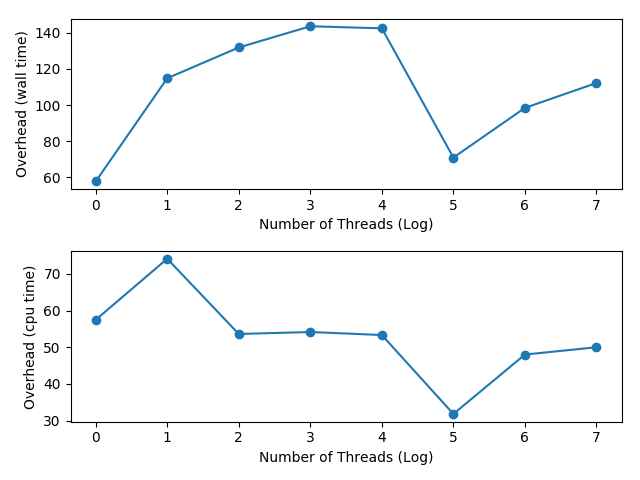 Overhead (wall time)
140
120
100
80
60
0 1 2 3 4 5 6 7
Number of Threads (Log)
Overhead (cpu time)
70
60
50
40
30
0 1 2 3 4 5 6 7
Number of Threads (Log)